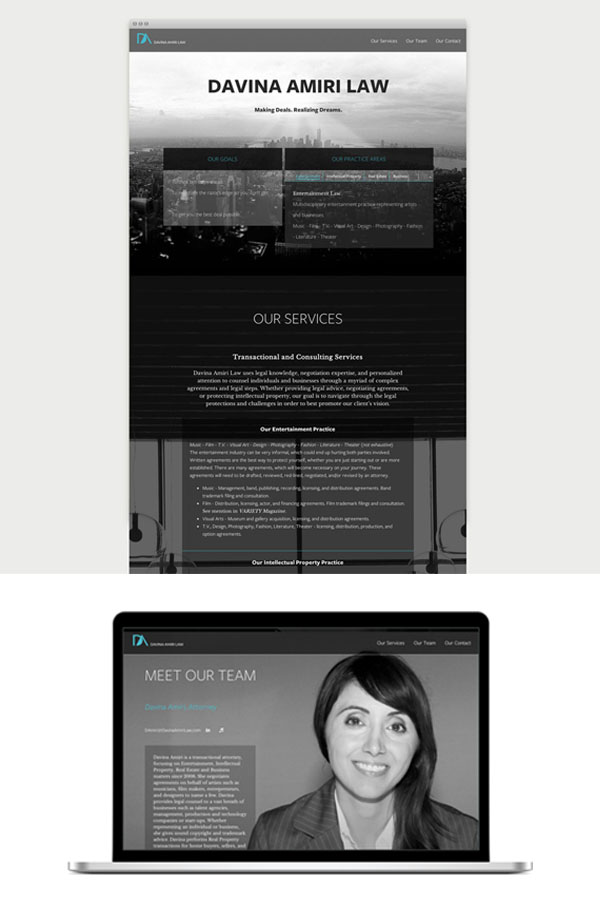 DA DAVINA AMIRI LAW
Our Services Our Team Our Contact
DAVINA AMIRI LAW
Making Deals. Realizing Dreams.
OUR GOALS
OUR PRACTICE AREAS
Intellectual Property Real Estate Business
Entertainment Law
Multidisciplinary entertainment practice representing artists
and businesses.
Music - Film - T.V. - Visual Art - Design - Photography - Fashion
- Literature - Theater
To get you the best deal possible.
OUR SERVICES
Transactional and Consulting Services
Davina Amiri Law uses legal knowledge, negotiation expertise, and personalized
attention to counsel individuals and businesses through a myriad of complex
agreements and legal steps. Whether providing legal advice, negotiating agreements,
or protecting intellectual property, our goal is to navigate through the legal
protections and challenges in order to best promote our client's vision.
Our Entertainment Practice
Music - Film - T.V. - Visual Art - Design - Photography - Fashion - Literature - Theater (not exhaustive)
The entertainment industry can be very informal, which could end up hurting both parties involved.
Written agreements are the best way to protect yourself, whether you are just starting out or are more
established. There are many agreements, which will become necessary on your journey. These
agreements will need to be drafted, reviewed, red-lined, negotiated, and/or revised by an attorney.
• Music - Management, band, publishing, recording, licensing, and distribution agreements. Band
trademark filing and consultation.
• Film - Distribution, licensing, actor, and financing agreements. Film trademark filings and consultation.
See mention in VARIETY Magazine.
• Visual Arts - Museum and gallery acquisition, licensing, and distribution agreements.
• T.V., Design, Photography, Fashion, Literature, Theater - licensing, distribution, production, and
option agreements.
Our Intellectual Property Practice
DA DAVINA AMIRI LAW
Our Services Our Team Our Contact
MEET OUR TEAM
Davina Amiri, Attorney
in
Davina Amiri is a transactional attorney,
focusing on Entertainment, Intellectual
Property, Real Estate and Business
matters since 2008. She negotiates
agreements on behalf of artists such as
musicians, film makers, entrepreneurs,
and designers to name a few. Davina
provides legal counsel to a vast breath of
businesses such as talent agencies,
management, production and technology
companies or start-ups. Whether
representing an individual or business,
she gives sound copyright and trademark
advice. Davina performs Real Property
transactions for home buyers, sellers, and